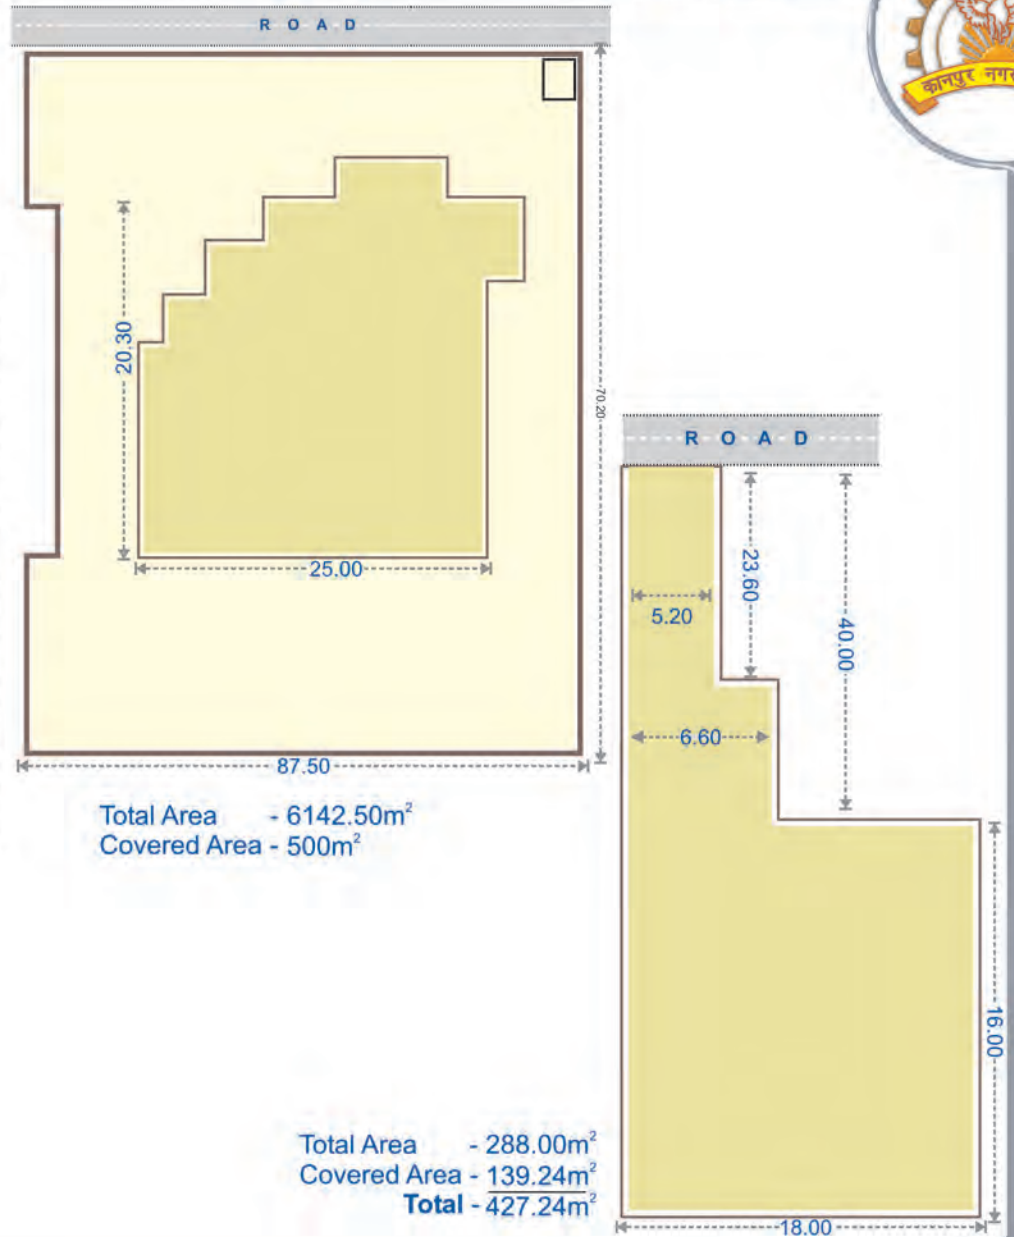 ROAD
कानपुर
20.30
70.20
25.00
87.50
Total Area - 6142.50m²
Covered Area - 500m²
ROAD
23.60
5.20
40.00
6.60
16.00
Total Area - 288.00m²
Covered Area - 139.24m²
Total - 427.24m²
18.00